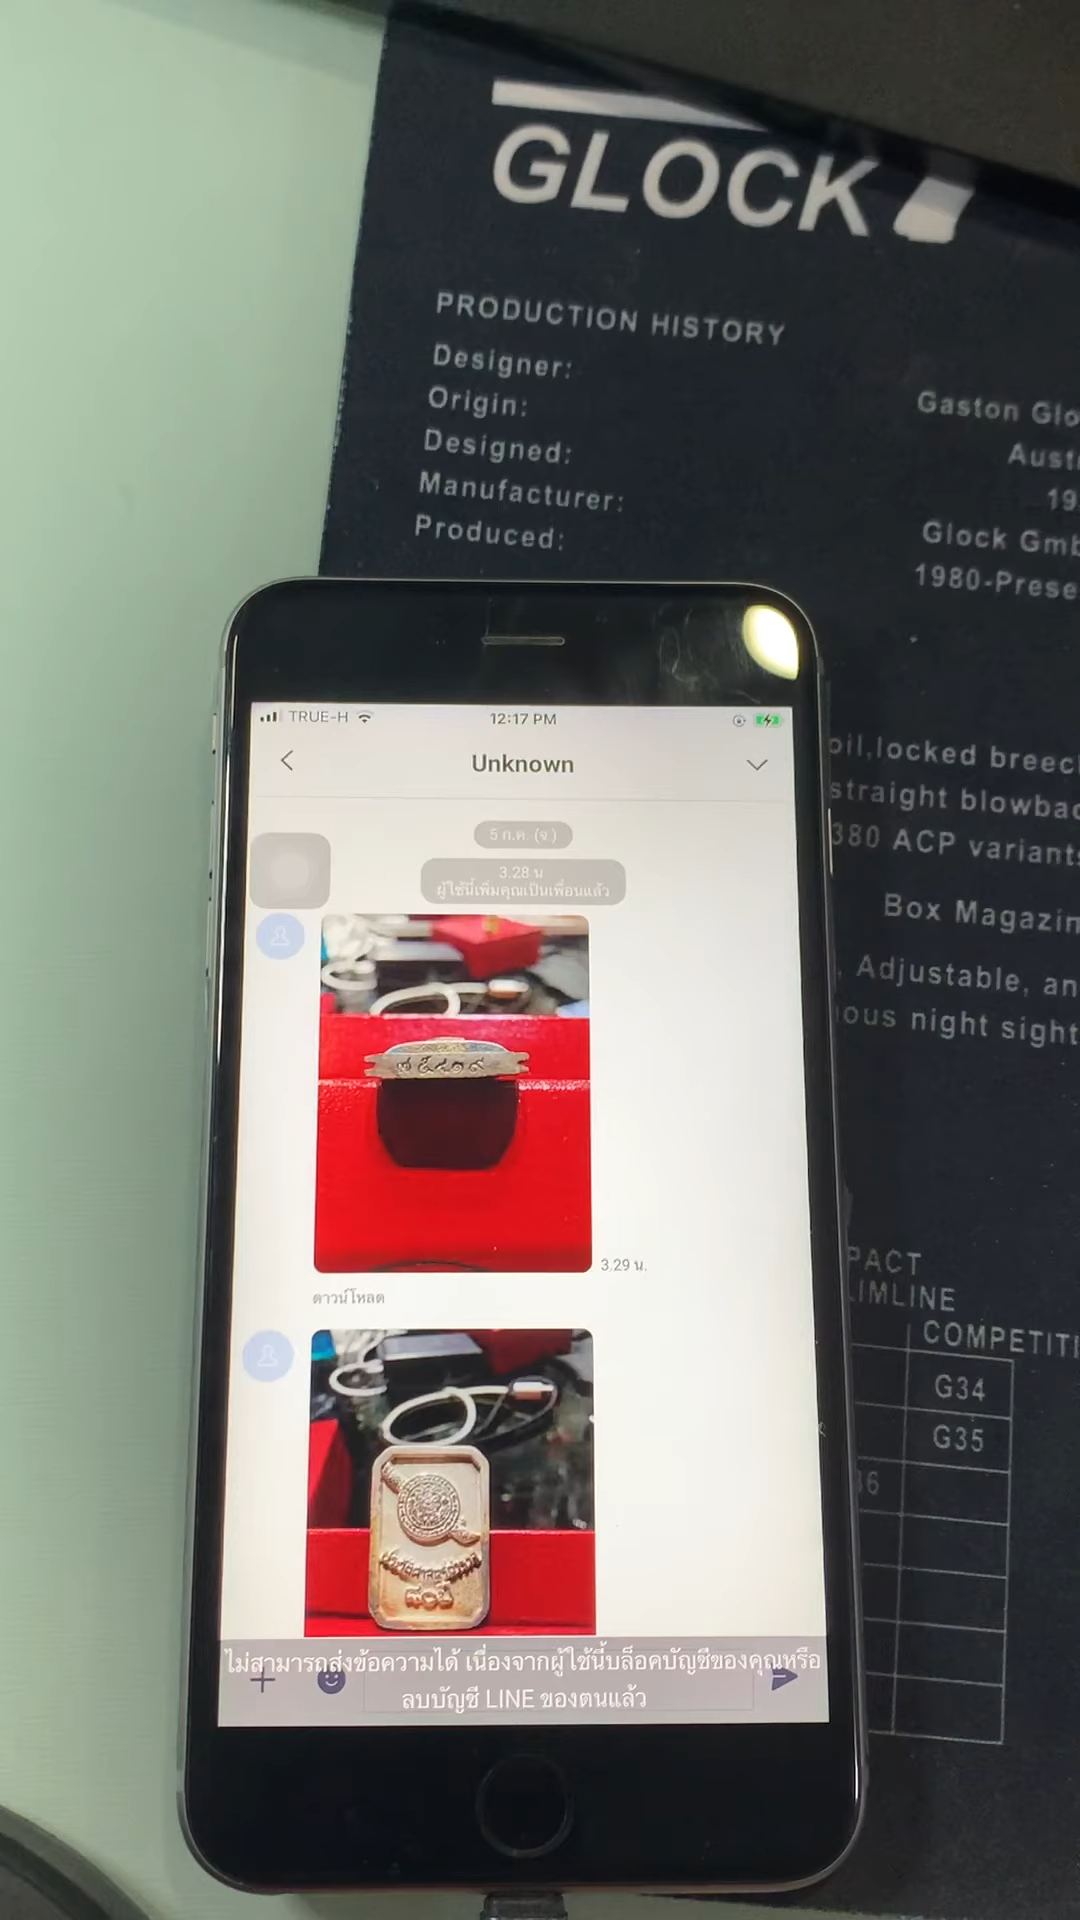 GLOCK
PRODUCTION HISTORY
Designer:
Gaston Glo
Origin:
Aust
Designed:
19
Manufacturer:
Glock Gmb
Produced:
1980-Prese
TRUE-H
12:17 PM
Unknown
5 ก.ค. (จ.)
3.28 น
ผู้ใช้นี้เพิ่มคุณเป็นเพื่อนแล้ว
3.29 น.
ดาวน์โหลด
ไม่สามารถส่งข้อความได้ เนื่องจากผู้ใช้นี้บล็อคบัญชีของคุณหรือ
ลบบัญชี LINE ของตนแล้ว
oil,locked breec
straight blowbac
380 ACP variants
Box Magazin
, Adjustable, an
ious night sight
PACT
LIMLINE
COMPETITI
G34
G35